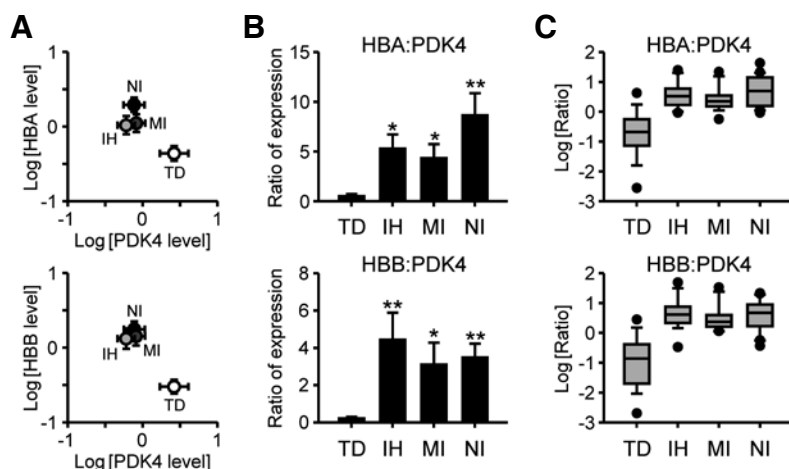 A
B
C
1
0
-1
-1
0
1
Log [HBA level]
Log [PDK4 level]
NI
IH
MI
TD
HBA:PDK4
15
10
5
0
Ratio of expression
*
*
**
TD IH MI NI
HBA:PDK4
2
1
0
-1
-2
-3
Log [Ratio]
TD IH MI NI
1
0
-1
-1
0
1
Log [HBB level]
Log [PDK4 level]
NI
IH
MI
TD
HBB:PDK4
8
6
4
2
0
Ratio of expression
**
*
**
TD IH MI NI
HBB:PDK4
2
1
0
-1
-2
-3
Log [Ratio]
TD IH MI NI